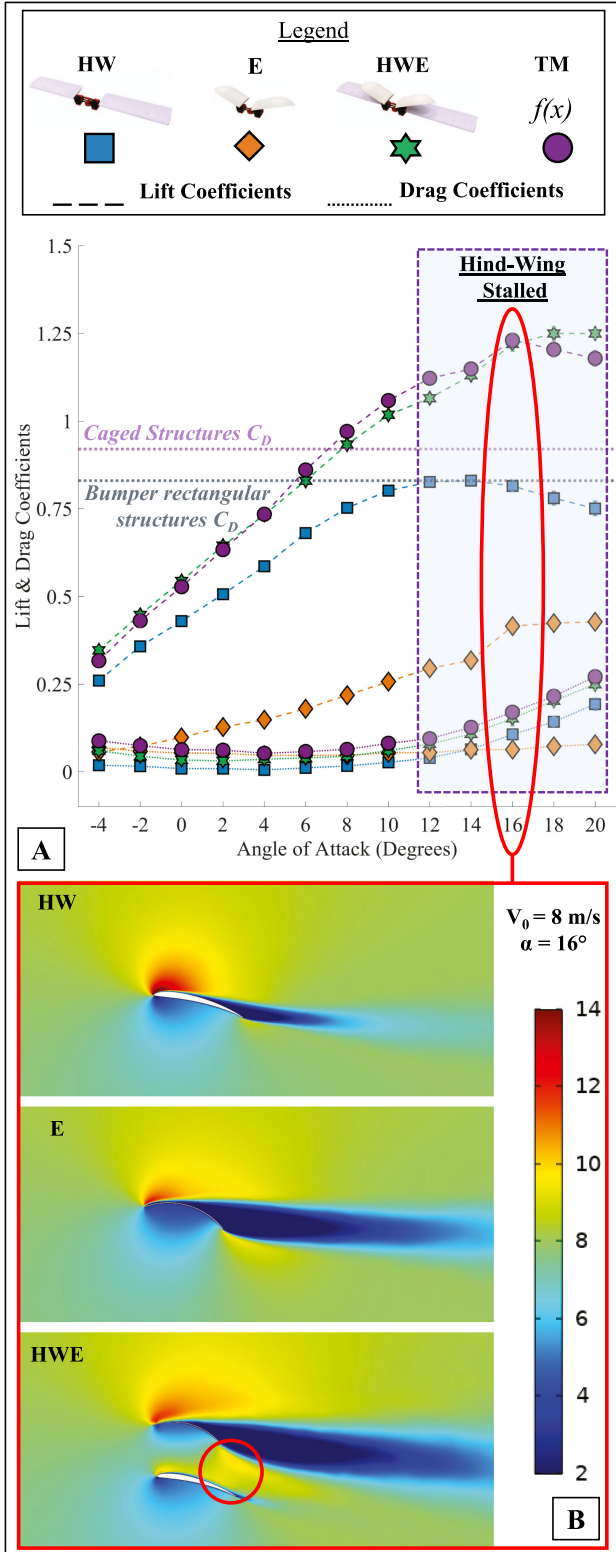 Legend
HW E HWE TM
f(x)
Lift Coefficients Drag Coefficients
Hind-Wing
Stalled
Caged Structures C_D
Bumper rectangular
structures C_D
Lift & Drag Coefficients
1.5
1.25
1
0.75
0.5
0.25
0
-4 -2 0 2 4 6 8 10 12 14 16 18 20
Angle of Attack (Degrees)
A
HW
V_0 = 8 m/s
α = 16°
E
HWE
14
12
10
8
6
4
2
B